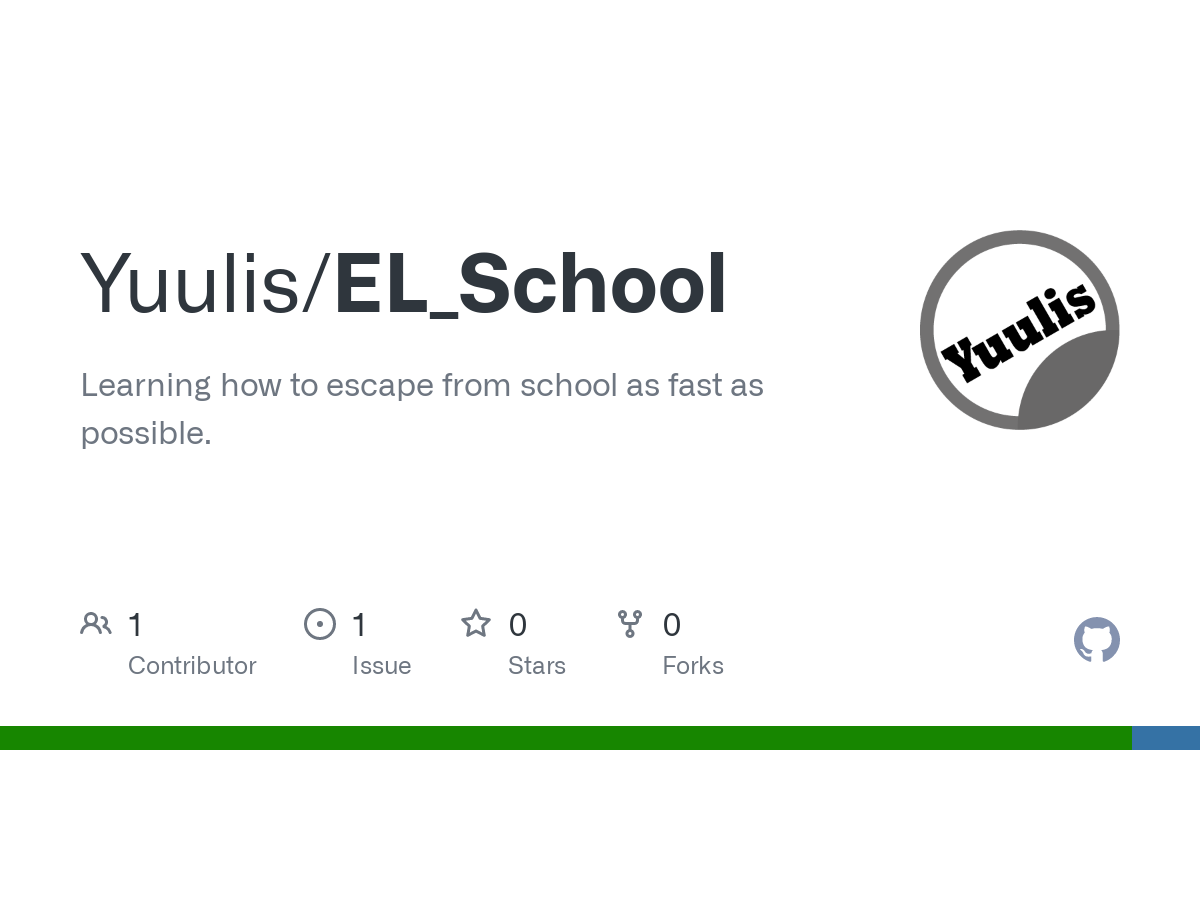 Yuulis/EL_School
Yuulis
Learning how to escape from school as fast as
possible.
1
Contributor
1
Issue
0
Stars
0
Forks